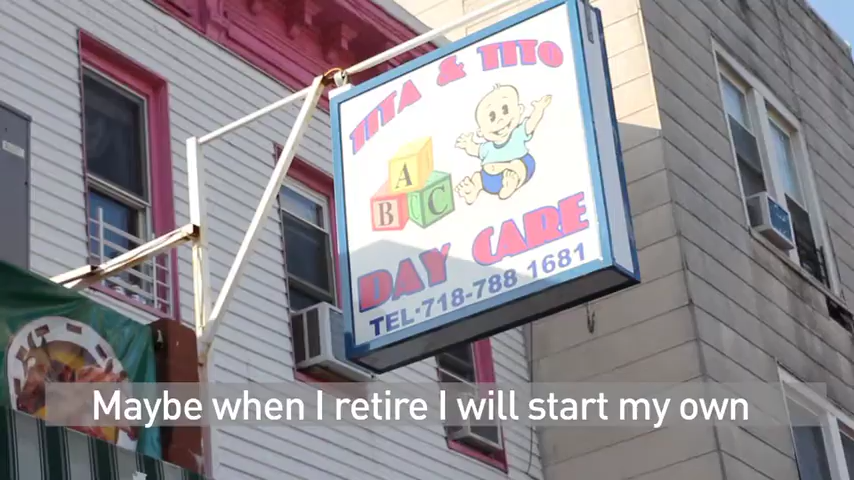 TITA & TITO
A
B C
DAY CARE
TEL-718-788 1681
Maybe when I retire I will start my own